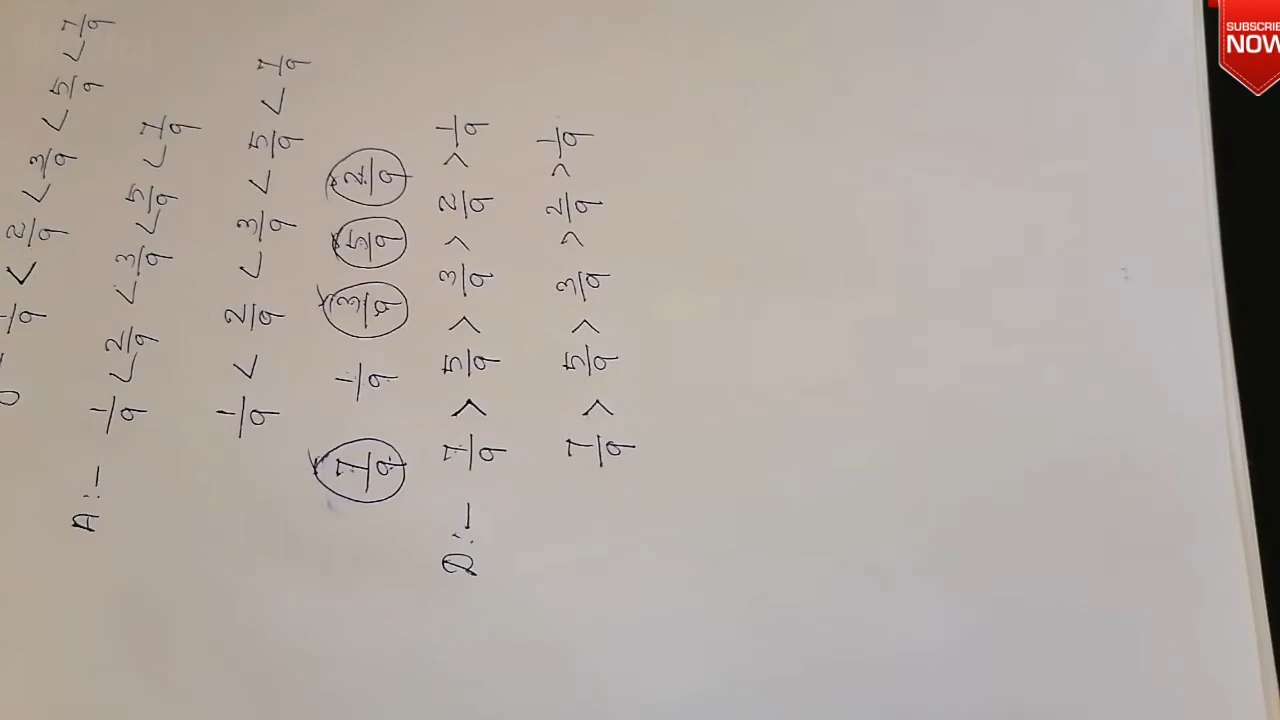 1/9 < 2/9 < 3/9 < 5/9 < 7/9
A:- 1/9 < 2/9 < 3/9 < 5/9 < 7/9
1/9 < 2/9 < 3/9 < 5/9 < 7/9
7/9 1/9 3/9 5/9 2/9
D:- 7/9 > 5/9 > 3/9 > 2/9 > 1/9
7/9 > 5/9 > 3/9 > 2/9 > 1/9
SUBSCRIBE
NOW